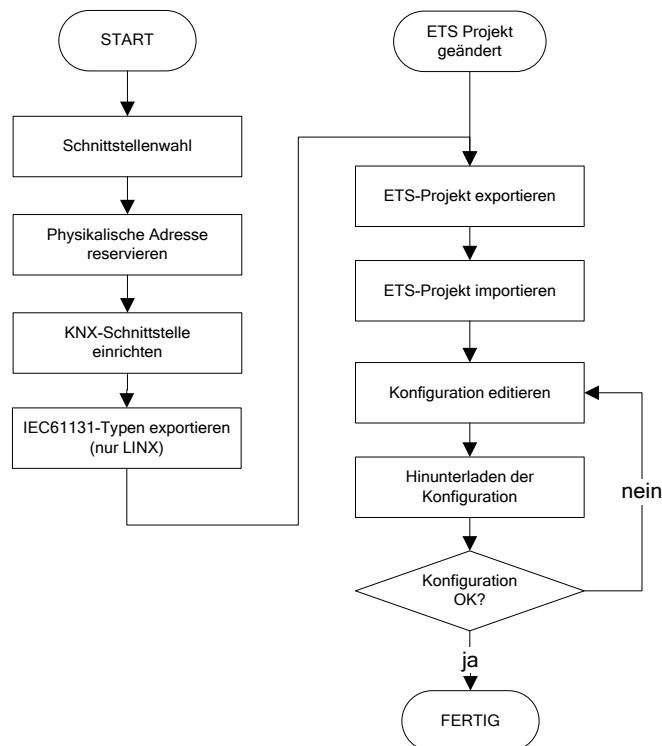 START
Schnittstellenwahl
Physikalische Adresse
reservieren
KNX-Schnittstelle
einrichten
IEC61131-Typen exportieren
(nur LINX)
ETS Projekt
geändert
ETS-Projekt exportieren
ETS-Projekt importieren
Konfiguration editieren
Hinunterladen der
Konfiguration
nein
Konfiguration
OK?
ja
FERTIG